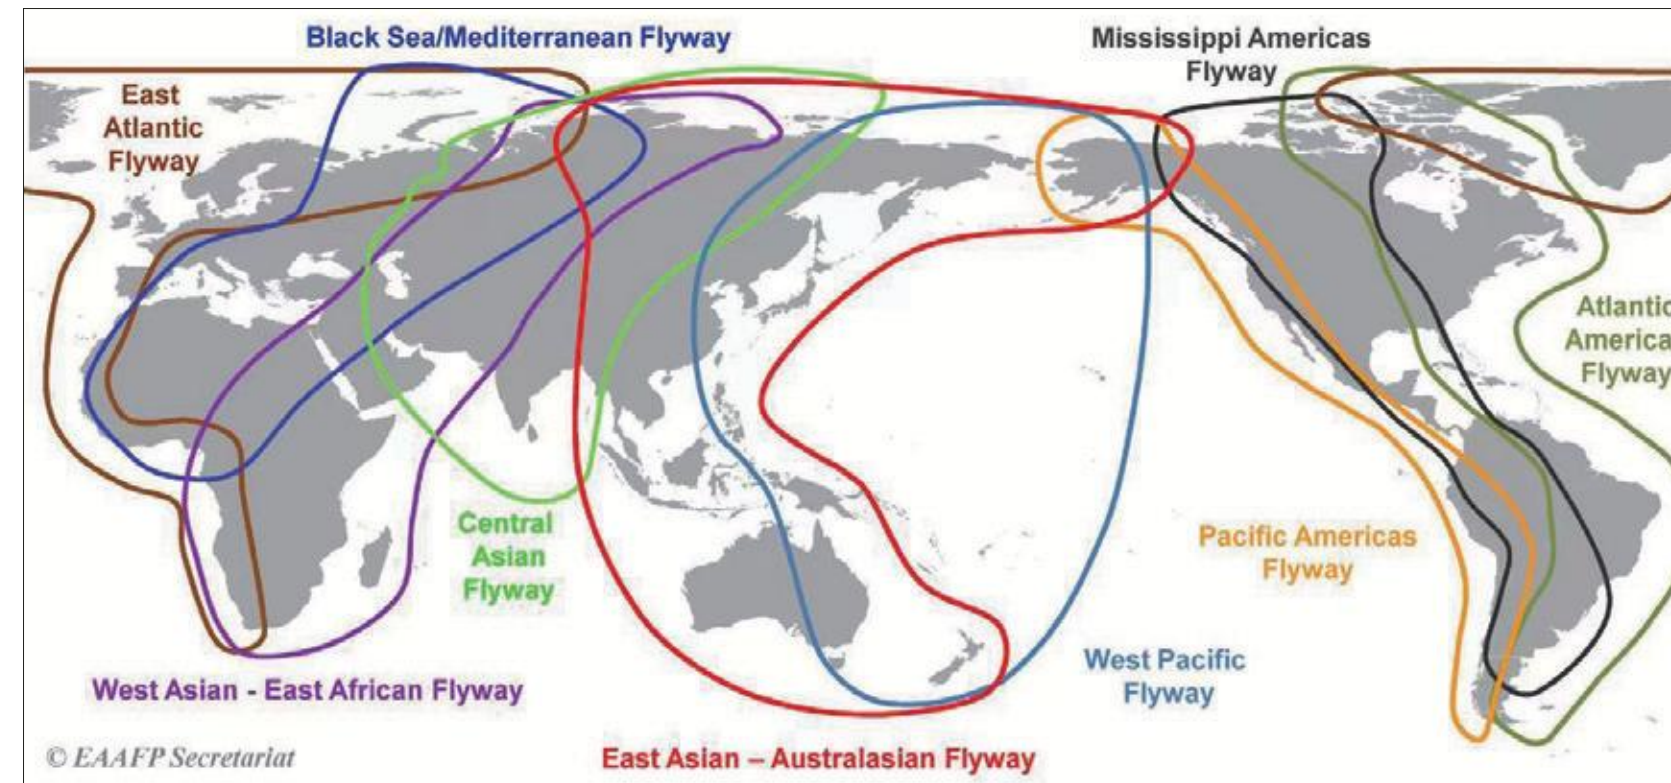 Black Sea/Mediterranean Flyway
Mississippi Americas
Flyway
East
Atlantic
Flyway
Atlantic
America
Flyway
Central
Asian
Flyway
Pacific Americas
Flyway
West Pacific
Flyway
West Asian - East African Flyway
East Asian – Australasian Flyway
© EAAFP Secretariat